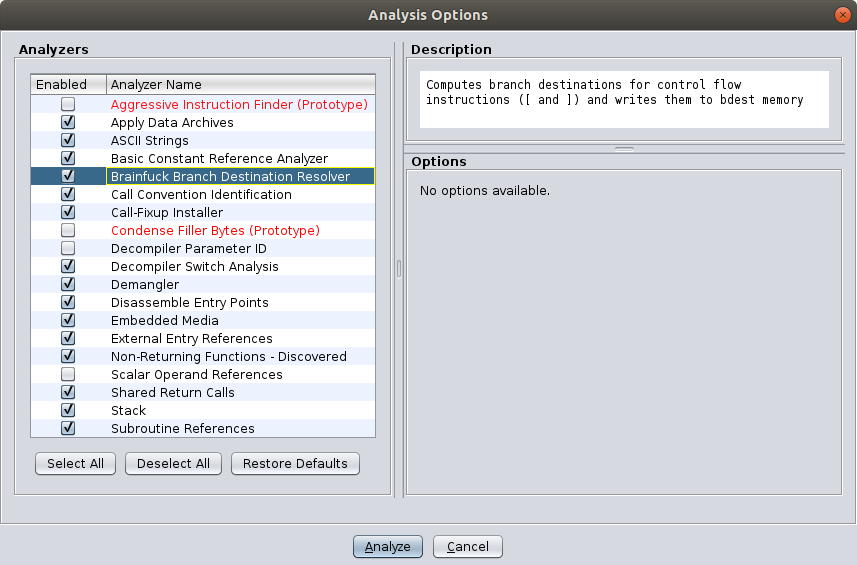 Analysis Options
Analyzers
Enabled Analyzer Name
Aggressive Instruction Finder (Prototype)
Apply Data Archives
ASCII Strings
Basic Constant Reference Analyzer
Brainfuck Branch Destination Resolver
Call Convention Identification
Call-Fixup Installer
Condense Filler Bytes (Prototype)
Decompiler Parameter ID
Decompiler Switch Analysis
Demangler
Disassemble Entry Points
Embedded Media
External Entry References
Non-Returning Functions - Discovered
Scalar Operand References
Shared Return Calls
Stack
Subroutine References
Select All Deselect All Restore Defaults
Description
Computes branch destinations for control flow
instructions ([ and ]) and writes them to bdest memory
Options
No options available.
Analyze Cancel